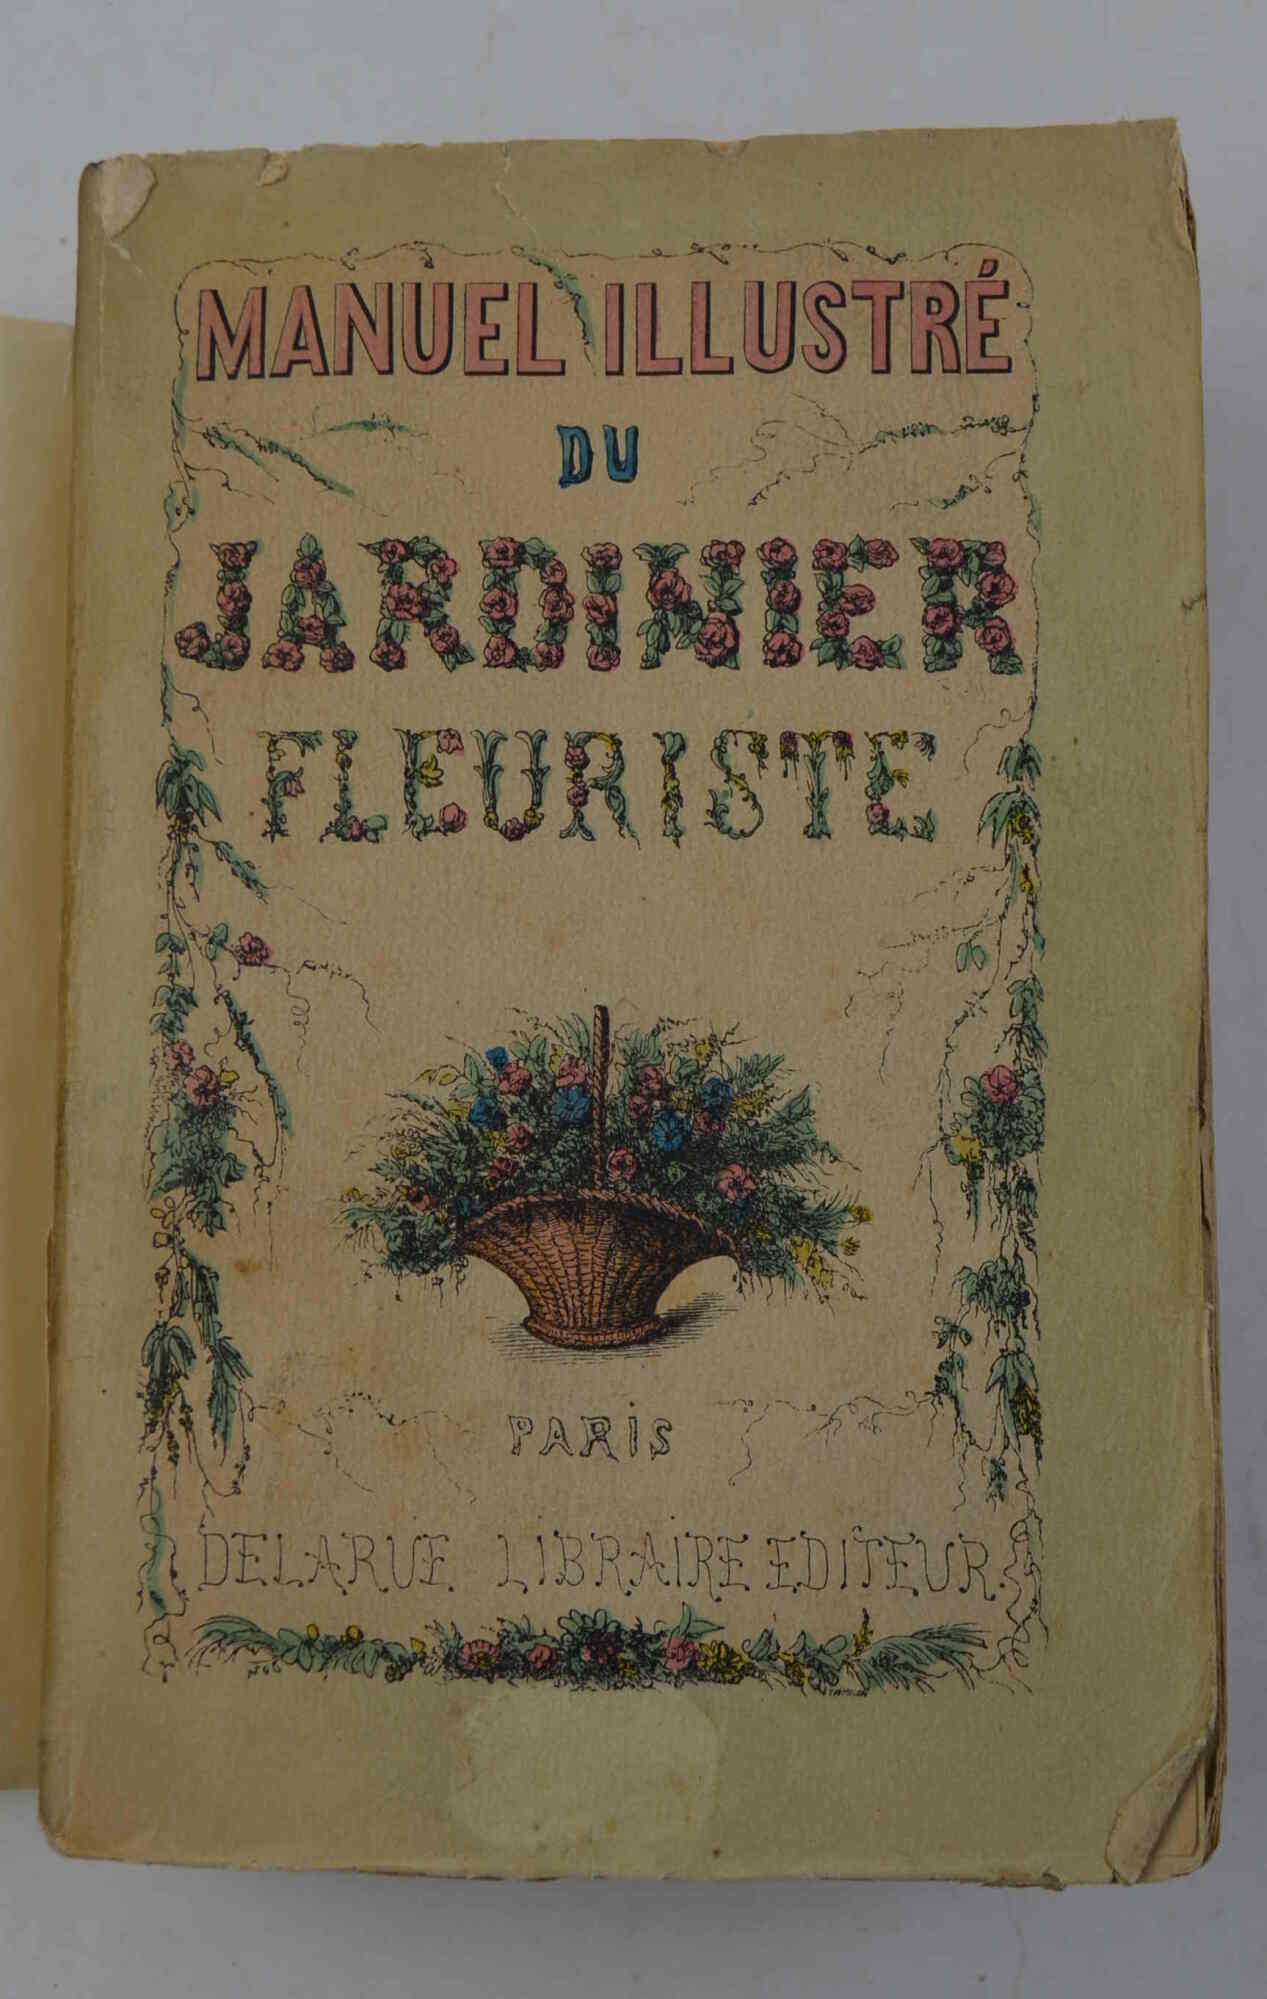 MANUEL ILLUSTRÉ
DU
JARDINIER
FLEURISTE
PARIS
DELARUE LIBRAIRE EDITEUR.